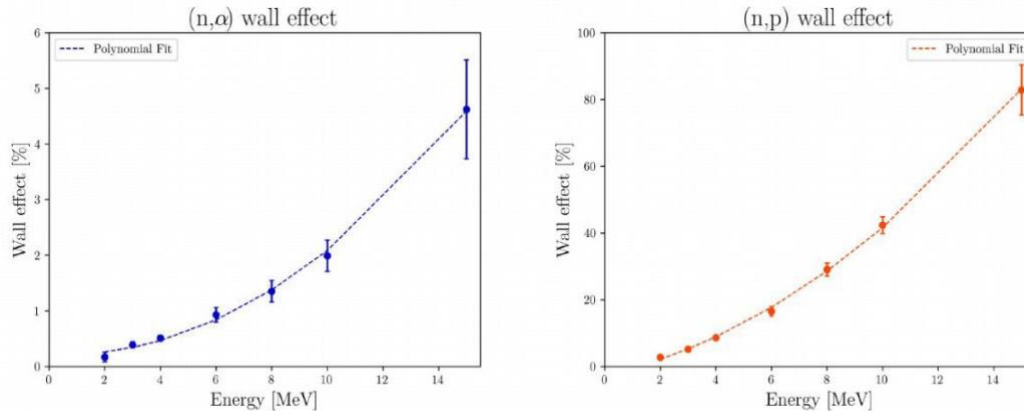 (n,α) wall effect
Polynomial Fit
Wall effect [%]
6
5
4
3
2
1
0
0 2 4 6 8 10 12 14
Energy [MeV]
(n,p) wall effect
Polynomial Fit
Wall effect [%]
100
80
60
40
20
0
0 2 4 6 8 10 12 14
Energy [MeV]